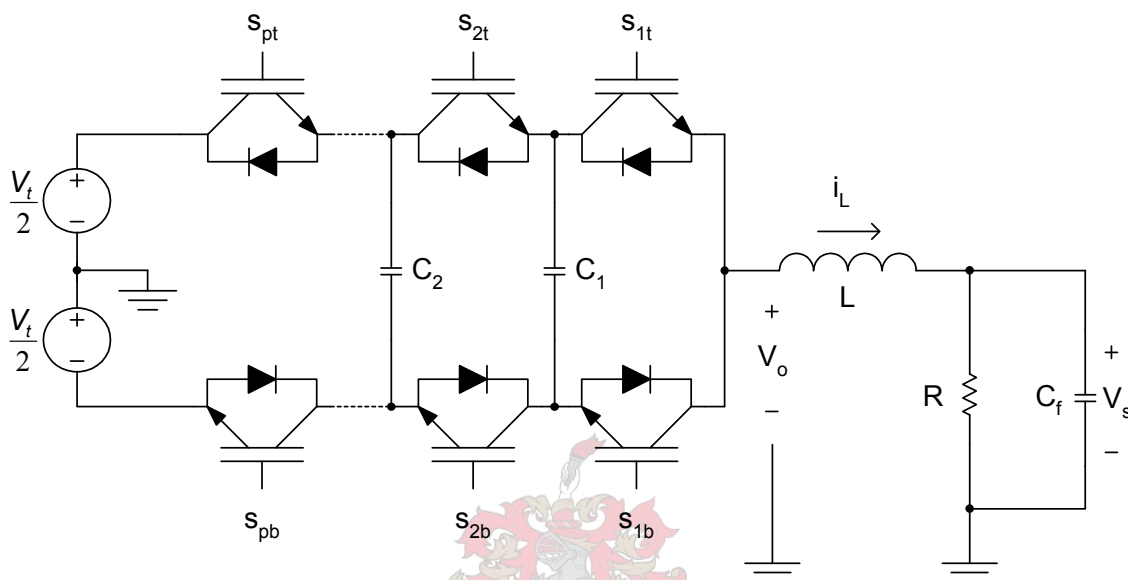 s_pt s_2t s_1t
V_t/2
+
−
V_t/2
+
−
C_2 C_1
i_L
L
+
V_o
−
R C_f
+
V_s
−
s_pb s_2b s_1b